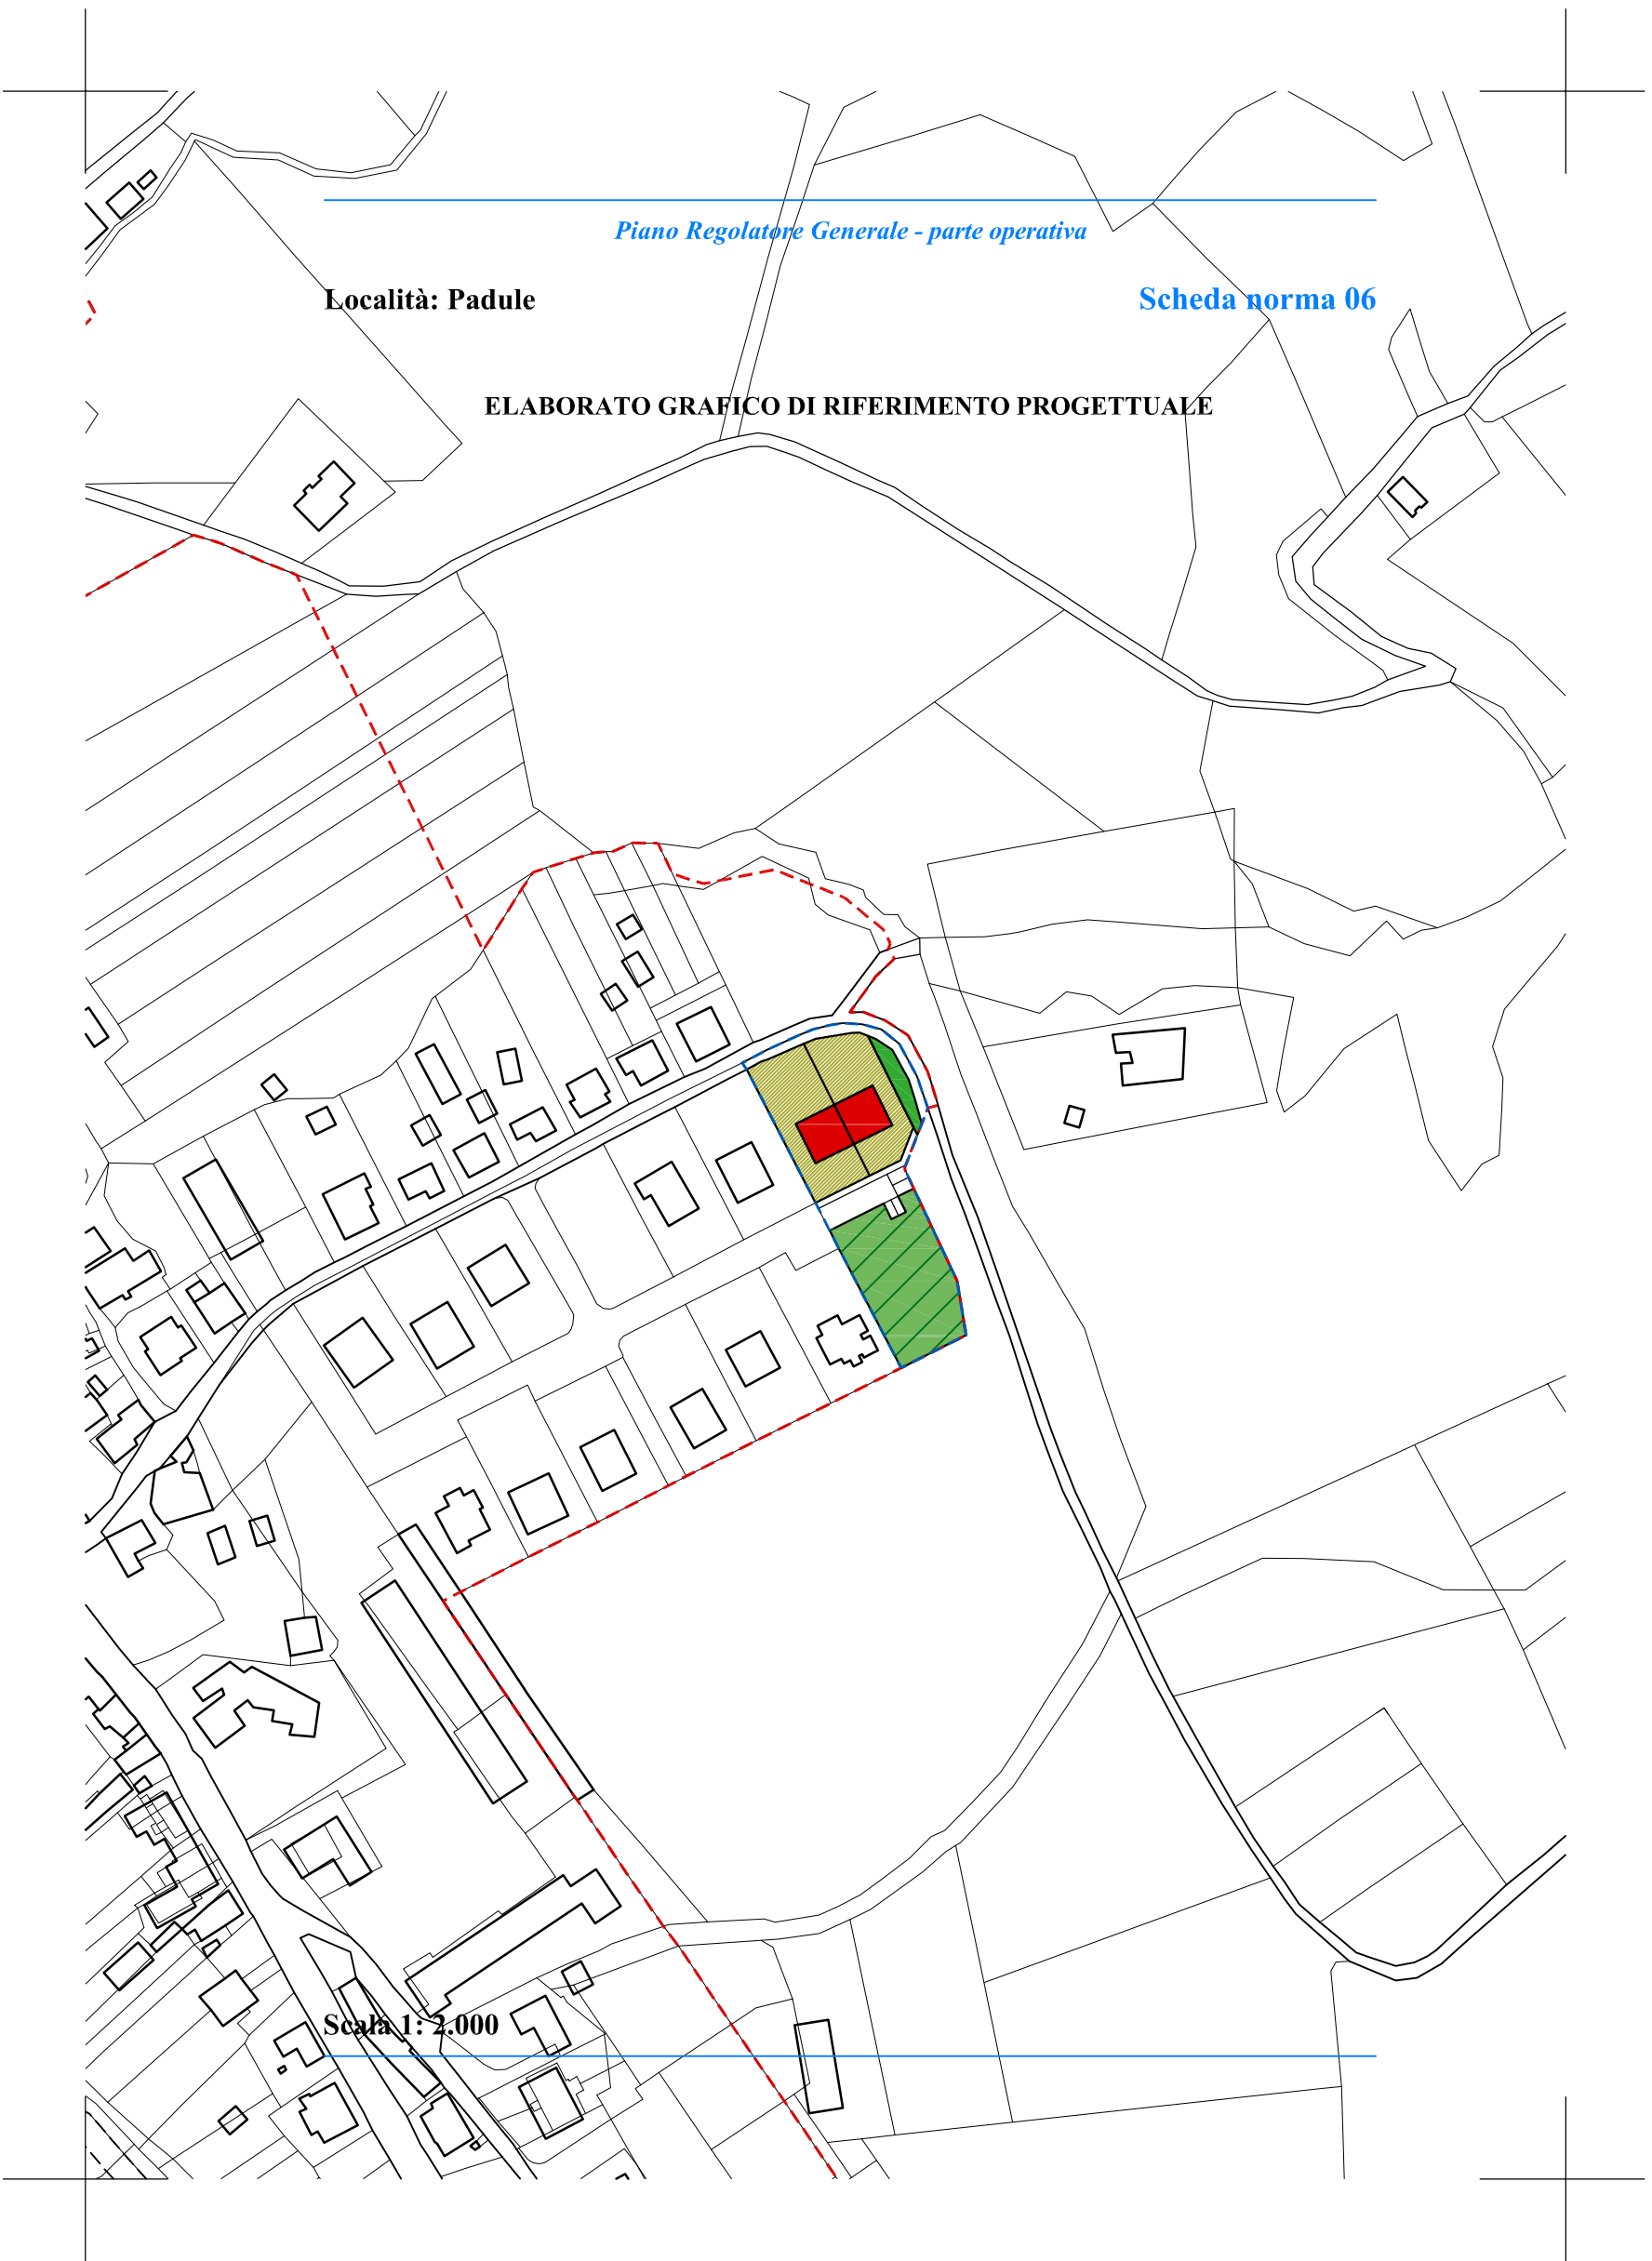 Piano Regolatore Generale - parte operativa
Località: Padule
Scheda norma 06
ELABORATO GRAFICO DI RIFERIMENTO PROGETTUALE
Scala 1: 2.000